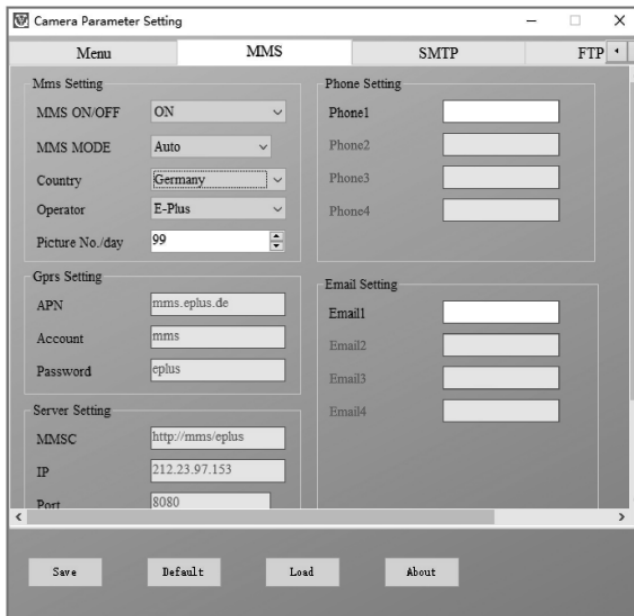 Camera Parameter Setting
Menu MMS SMTP FTP
Mms Setting
MMS ON/OFF ON
MMS MODE Auto
Country Germany
Operator E-Plus
Picture No./day 99
Gprs Setting
APN mms.eplus.de
Account mms
Password eplus
Server Setting
MMSC http://mms/eplus
IP 212.23.97.153
Port 8080
Phone Setting
Phone1
Phone2
Phone3
Phone4
Email Setting
Email1
Email2
Email3
Email4
Save Default Load About